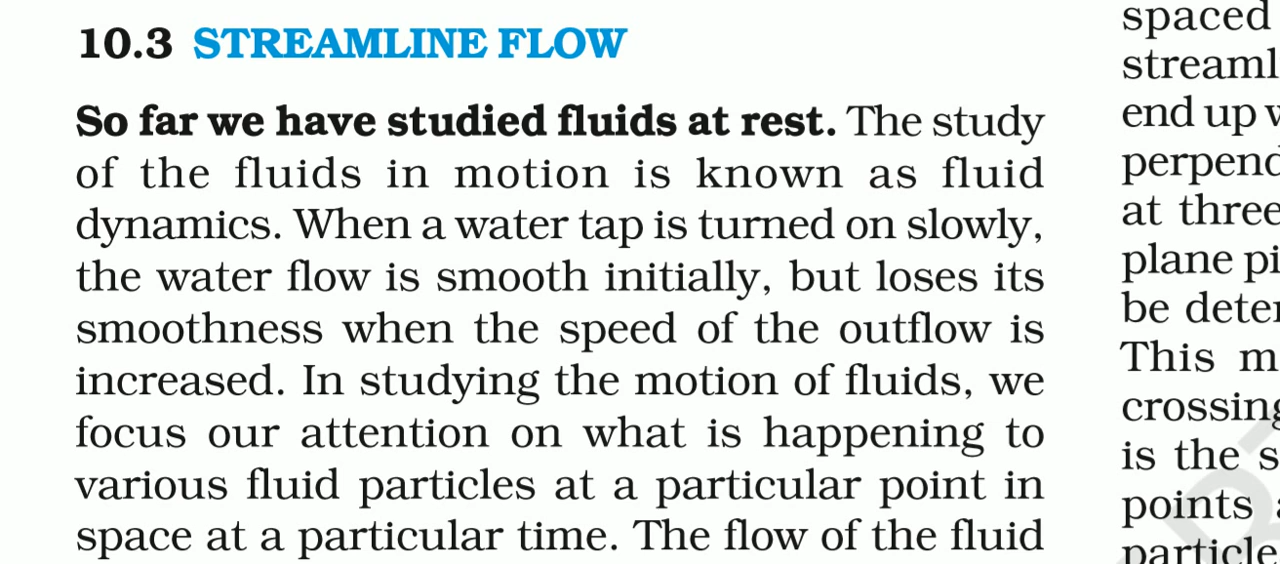 10.3 STREAMLINE FLOW
So far we have studied fluids at rest. The study
of the fluids in motion is known as fluid
dynamics. When a water tap is turned on slowly,
the water flow is smooth initially, but loses its
smoothness when the speed of the outflow is
increased. In studying the motion of fluids, we
focus our attention on what is happening to
various fluid particles at a particular point in
space at a particular time. The flow of the fluid
spaced
end up
at three
plane
be
This
is the
points